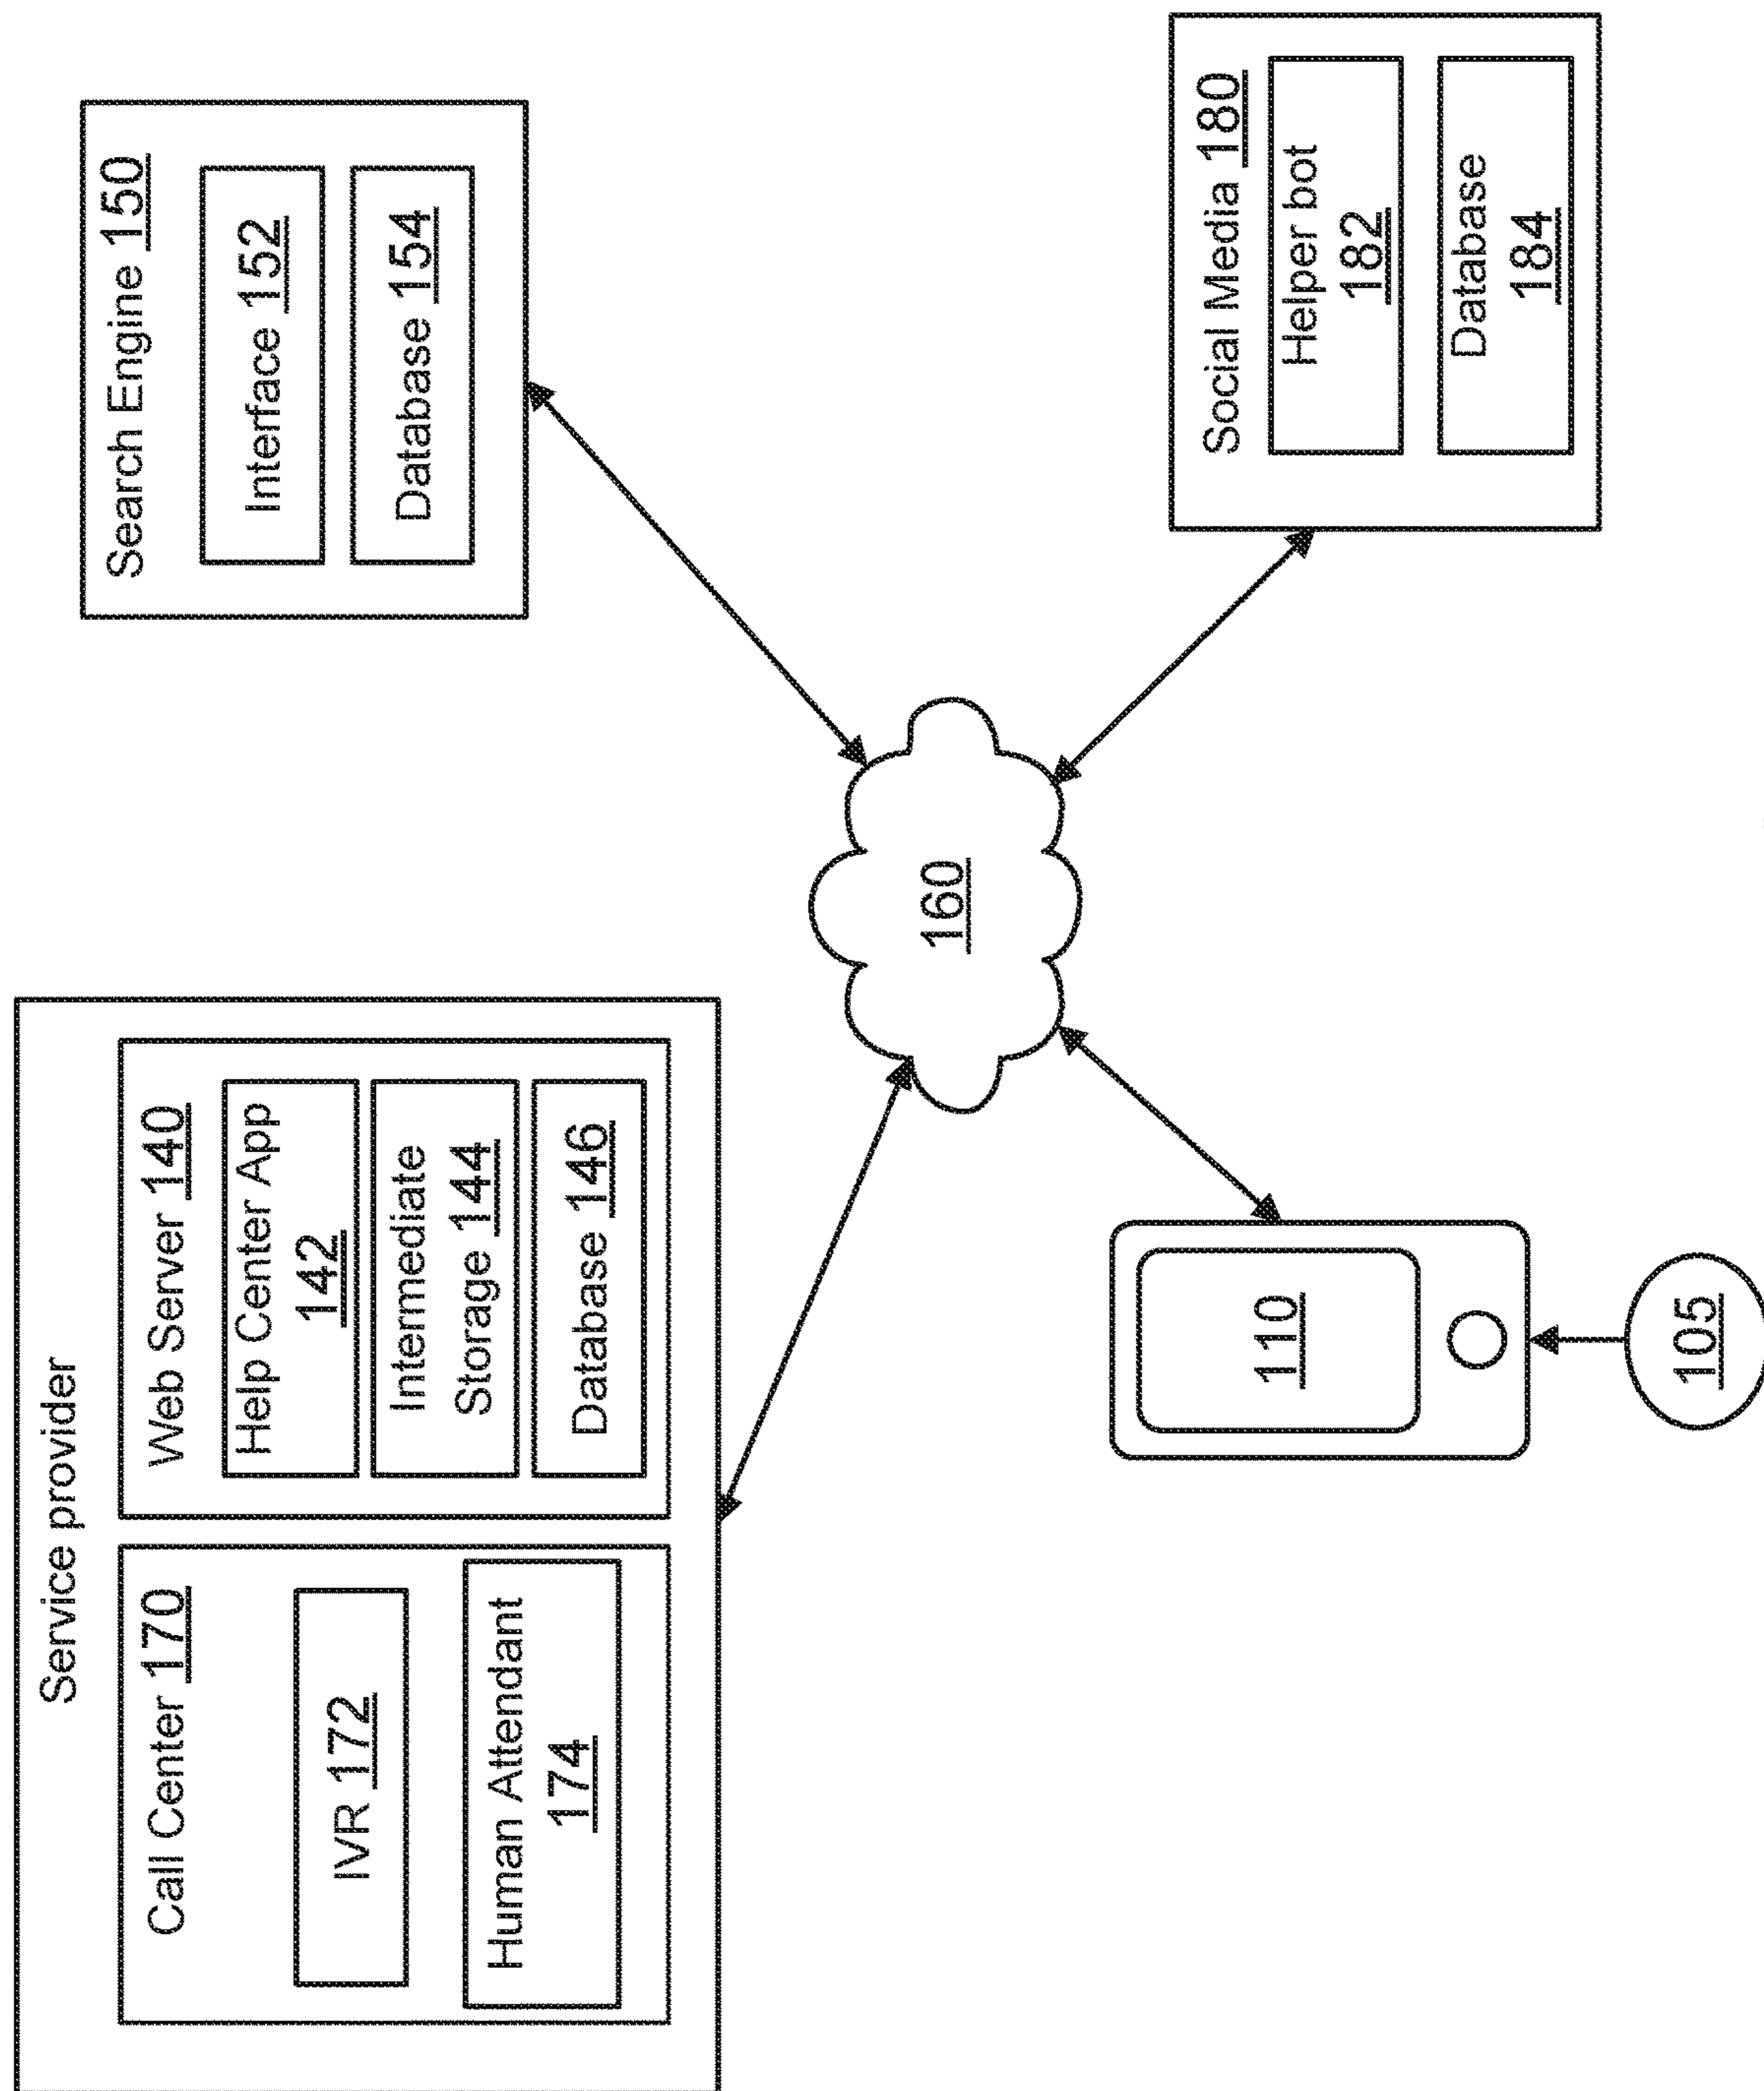 Service provider
Call Center 170
IVR 172
Human Attendant
174
Web Server 140
Help Center App
142
Intermediate
Storage 144
Database 146
Search Engine 150
Interface 152
Database 154
160
110
105
Social Media 180
Helper bot
182
Database
184